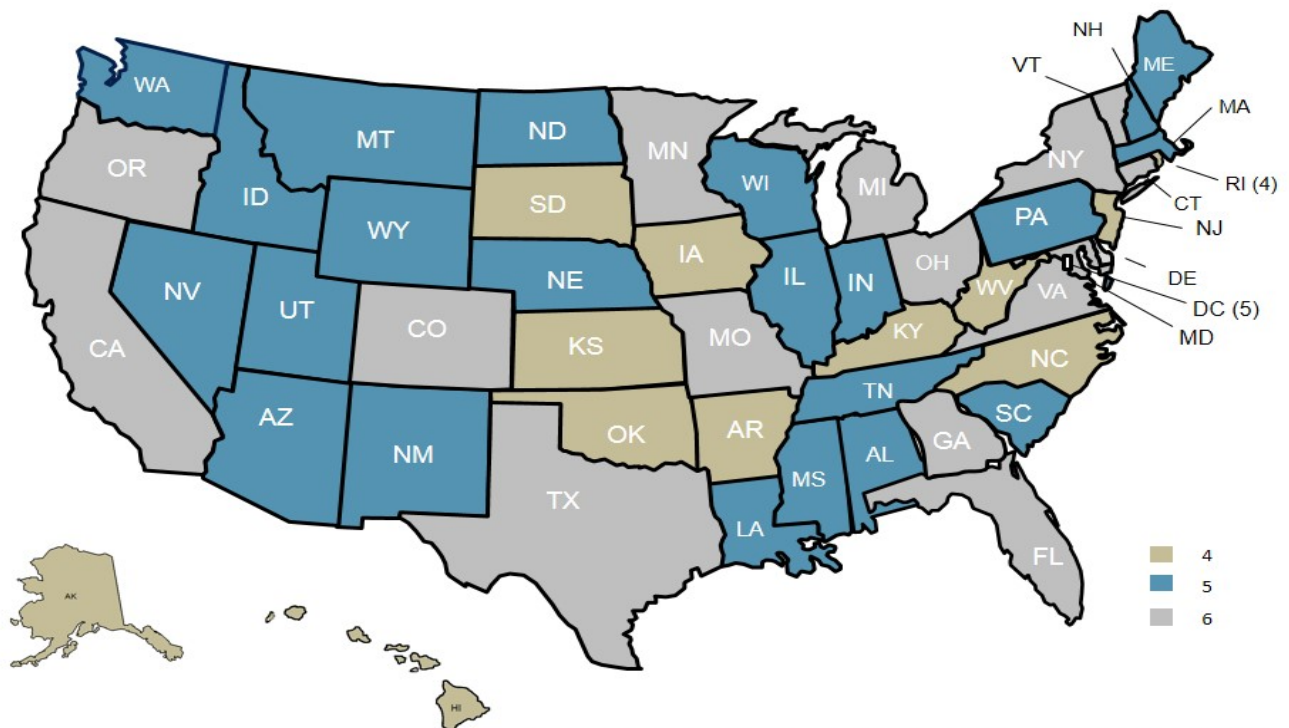 NH
VT
ME
WA
MA
MT
ND
MN
OR
NY
MI
RI (4)
WI
ID
SD
CT
PA
NJ
WY
IA
OH
DE
NE
IL
IN
WV
VA
NV
UT
DC (5)
CO
MD
CA
KS
MO
KY
NC
TN
AZ
SC
OK
AR
GA
NM
AL
MS
TX
LA
FL
4
5
6
AK
HI